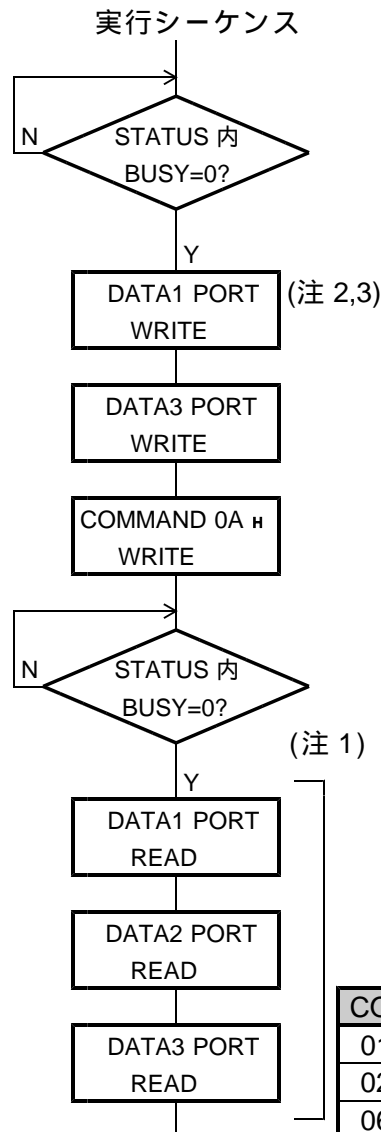 実行シーケンス
STATUS 内
BUSY=0?
N
Y
DATA1 PORT
WRITE
(注 2,3)
DATA3 PORT
WRITE
COMMAND 0A H
WRITE
STATUS 内
BUSY=0?
N
(注 1)
Y
DATA1 PORT
READ
DATA2 PORT
READ
DATA3 PORT
READ
01
02